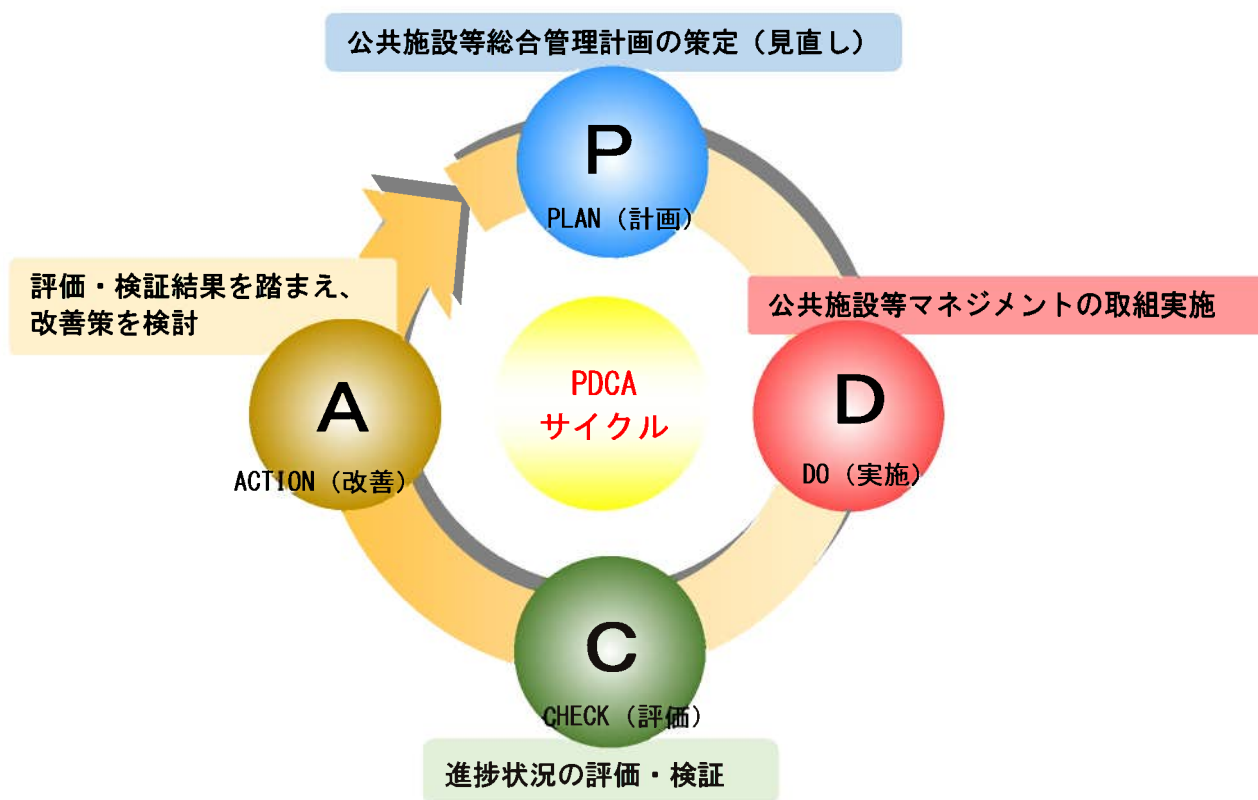 公共施設等総合管理計画の策定（見直し）
P
PLAN（計画）
評価・検証結果を踏まえ、
改善策を検討
公共施設等マネジメントの取組実施
PDCA
サイクル
A
ACTION（改善）
D
DO（実施）
C
CHECK（評価）
進捗状況の評価・検証